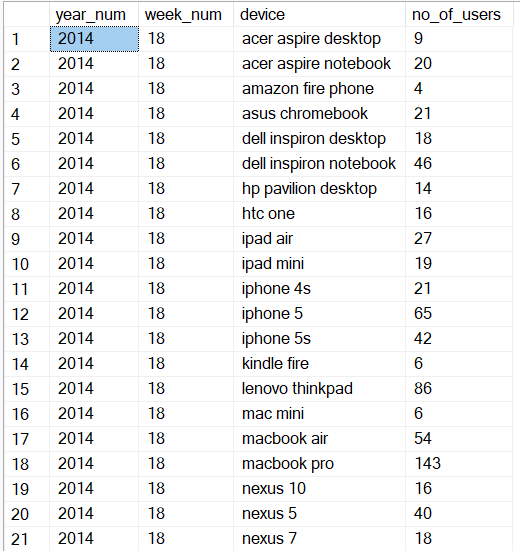 year_num week_num device no_of_users
1 2014 18 acer aspire desktop 9
2 2014 18 acer aspire notebook 20
3 2014 18 amazon fire phone 4
4 2014 18 asus chromebook 21
5 2014 18 dell inspiron desktop 18
6 2014 18 dell inspiron notebook 46
7 2014 18 hp pavilion desktop 14
8 2014 18 htc one 16
9 2014 18 ipad air 27
10 2014 18 ipad mini 19
11 2014 18 iphone 4s 21
12 2014 18 iphone 5 65
13 2014 18 iphone 5s 42
14 2014 18 kindle fire 6
15 2014 18 lenovo thinkpad 86
16 2014 18 mac mini 6
17 2014 18 macbook air 54
18 2014 18 macbook pro 143
19 2014 18 nexus 10 16
20 2014 18 nexus 5 40
21 2014 18 nexus 7 18